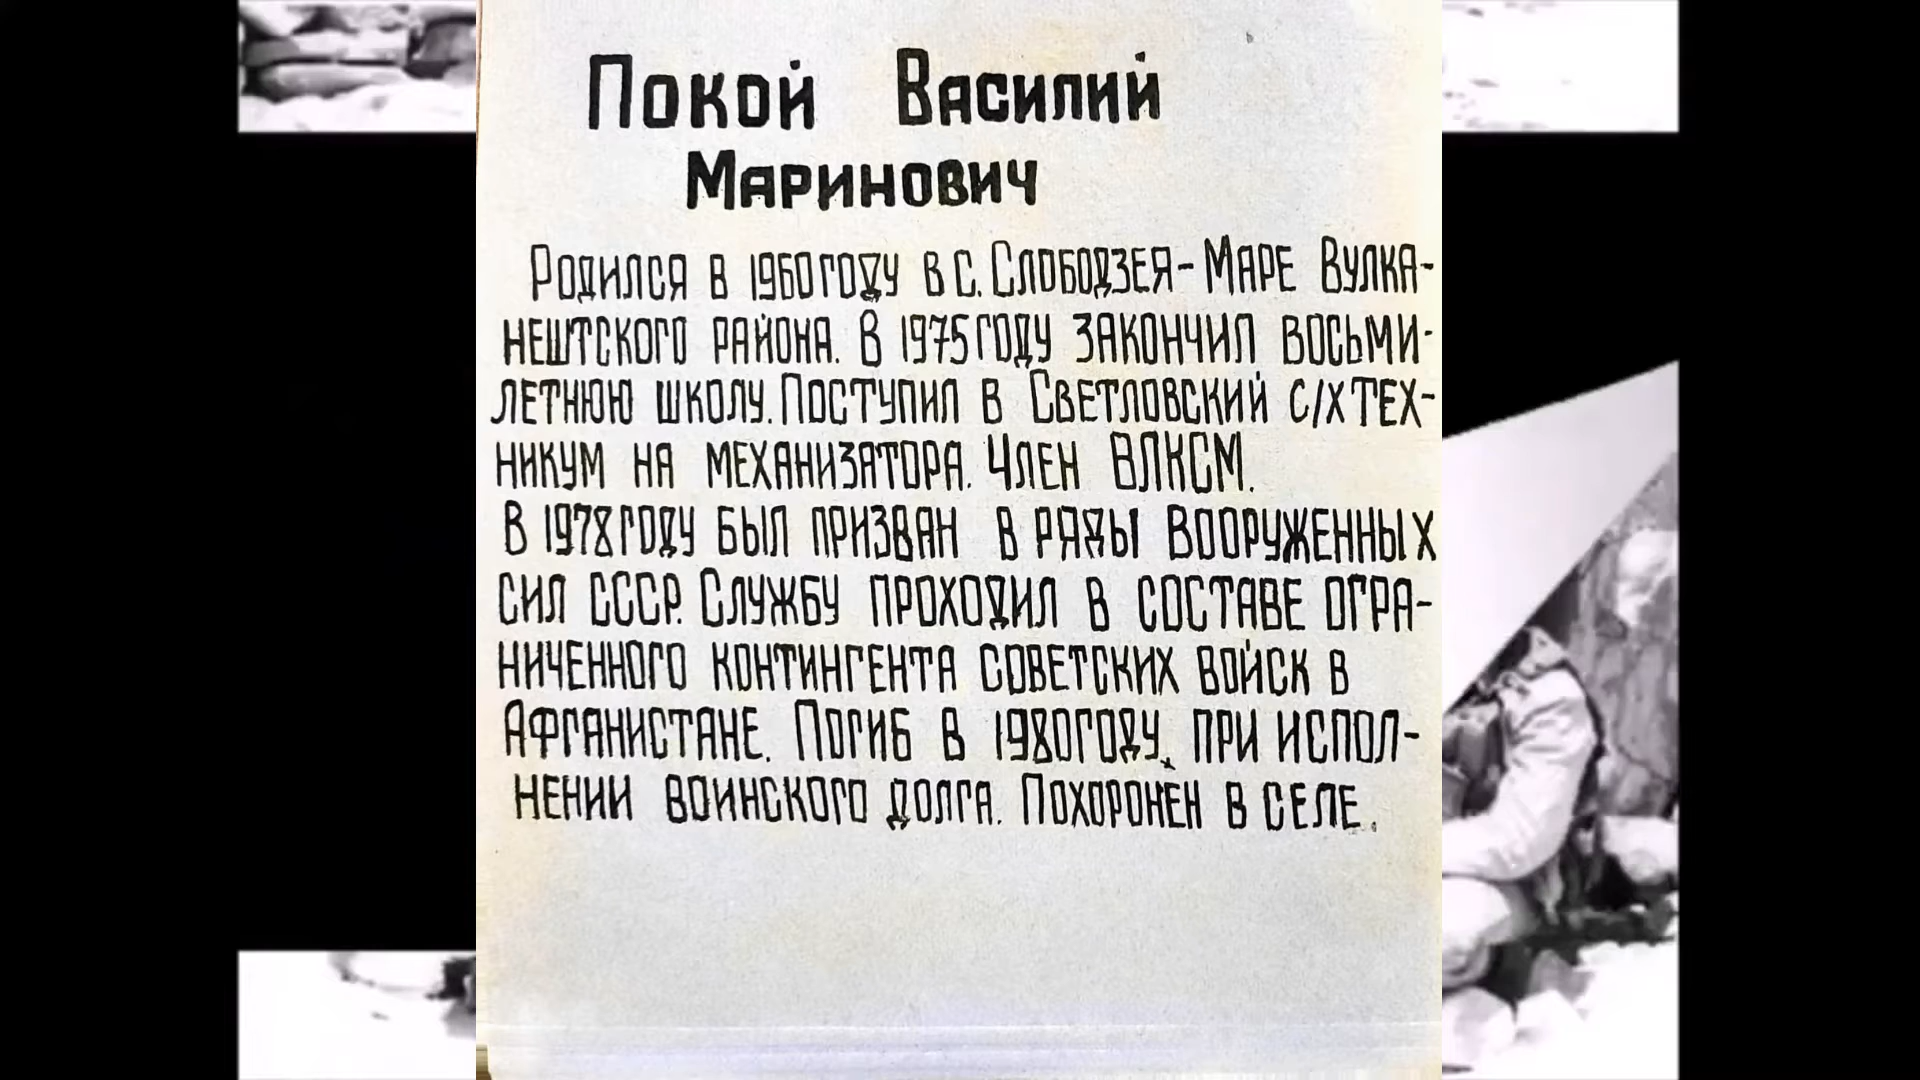 Покой Василий
Маринович
Родился в 1960 году в с. Слободзея-Маре Вулка-
нештского района. В 1975 году закончил восьми-
летнюю школу. Поступил в Светловский с/х тех-
никум на механизатора. Член ВЛКСМ.
В 1978 году был призван в ряды Вооруженных
сил СССР. Службу проходил в составе огра-
ниченного контингента советских войск в
Афганистане. Погиб в 1980 году, при испол-
нении воинского долга. Похоронен в селе.